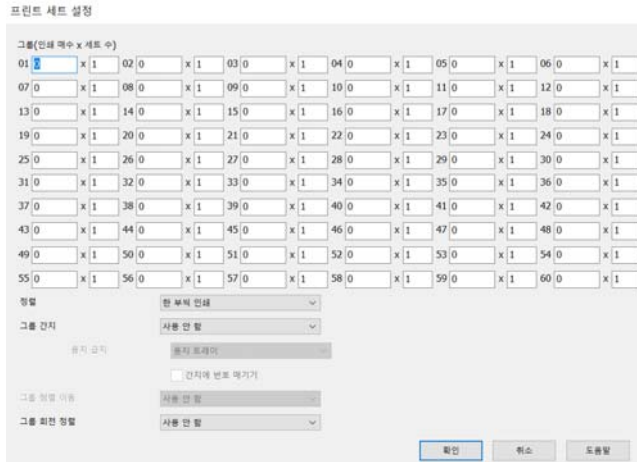 프린트 세트 설정
그룹(인쇄 매수 x 세트 수)
01 0 x 1 02 0 x 1 03 0 x 1 04 0 x 1 05 0 x 1 06 0 x 1
07 0 x 1 08 0 x 1 09 0 x 1 10 0 x 1 11 0 x 1 12 0 x 1
13 0 x 1 14 0 x 1 15 0 x 1 16 0 x 1 17 0 x 1 18 0 x 1
19 0 x 1 20 0 x 1 21 0 x 1 22 0 x 1 23 0 x 1 24 0 x 1
25 0 x 1 26 0 x 1 27 0 x 1 28 0 x 1 29 0 x 1 30 0 x 1
31 0 x 1 32 0 x 1 33 0 x 1 34 0 x 1 35 0 x 1 36 0 x 1
37 0 x 1 38 0 x 1 39 0 x 1 40 0 x 1 41 0 x 1 42 0 x 1
43 0 x 1 44 0 x 1 45 0 x 1 46 0 x 1 47 0 x 1 48 0 x 1
49 0 x 1 50 0 x 1 51 0 x 1 52 0 x 1 53 0 x 1 54 0 x 1
55 0 x 1 56 0 x 1 57 0 x 1 58 0 x 1 59 0 x 1 60 0 x 1
정렬 한 부씩 인쇄
그룹 간지 사용 안 함
용지 급지 용지 트레이
간지에 번호 매기기
그룹 정렬 이동 사용 안 함
그룹 회전 정렬 사용 안 함
확인 취소 도움말